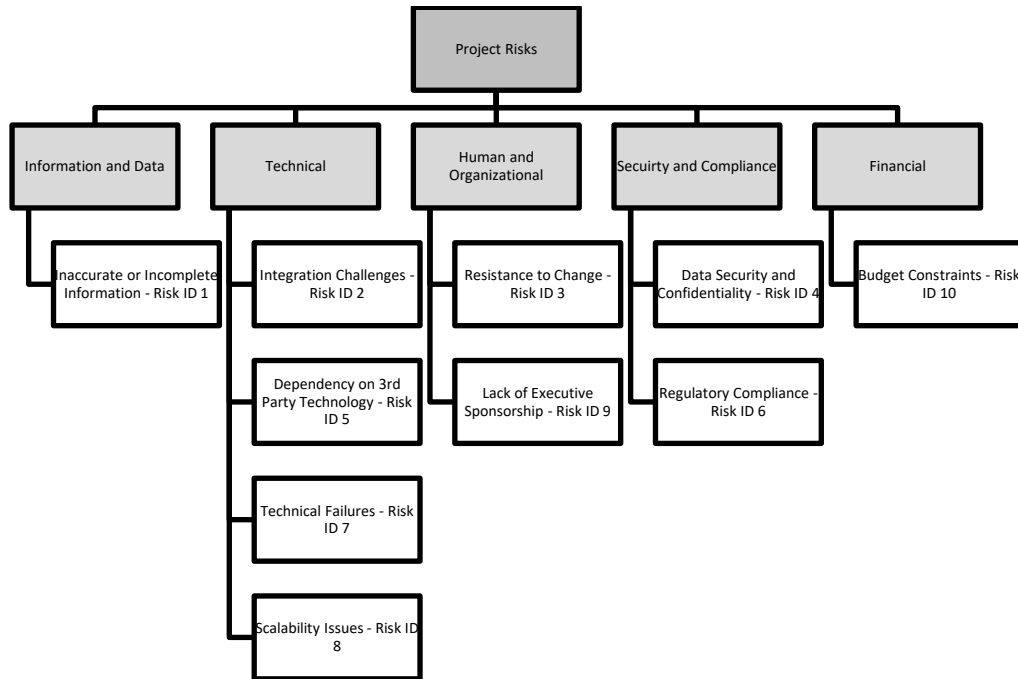 Project Risks
Information and Data
Technical
Human and
Organizational
Secuirty and Compliance
Financial
Inaccurate or Incomplete
Information - Risk ID 1
Integration Challenges -
Risk ID 2
Resistance to Change -
Risk ID 3
Data Security and
Confidentiality - Risk ID 4
Budget Constraints - Risk
ID 10
Dependency on 3rd
Party Technology - Risk
ID 5
Lack of Executive
Sponsorship - Risk ID 9
Regulatory Compliance -
Risk ID 6
Technical Failures - Risk
ID 7
Scalability Issues - Risk ID
8